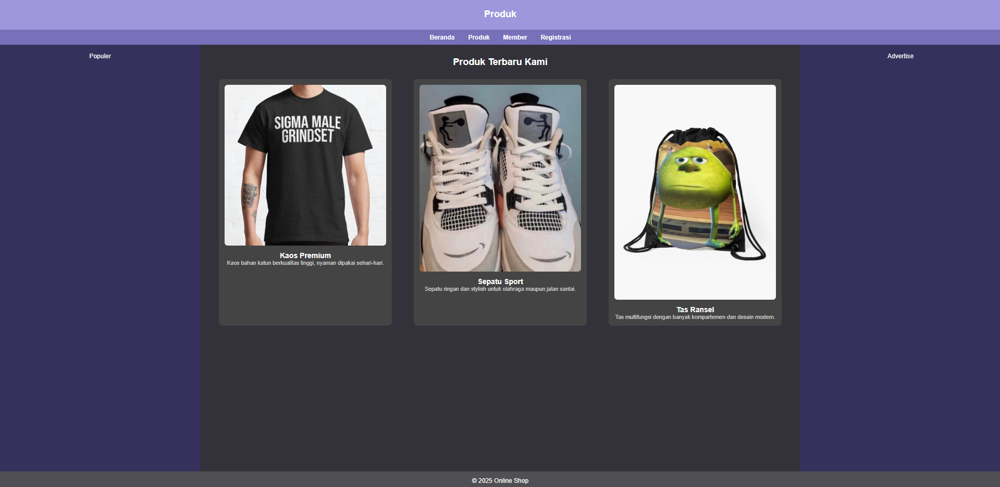 Produk
Beranda Produk Member Registrasi
Populer
Produk Terbaru Kami
Advertise
SIGMA MALE
GRINDSET
Kaos Premium
Kaos bahan katun berkualitas tinggi, nyaman dipakai sehari-hari.
Sepatu Sport
Sepatu ringan dan stylish untuk olahraga maupun jalan santai.
Tas Ransel
Tas multifungsi dengan banyak kompartemen dan desain modern.
© 2025 Online Shop